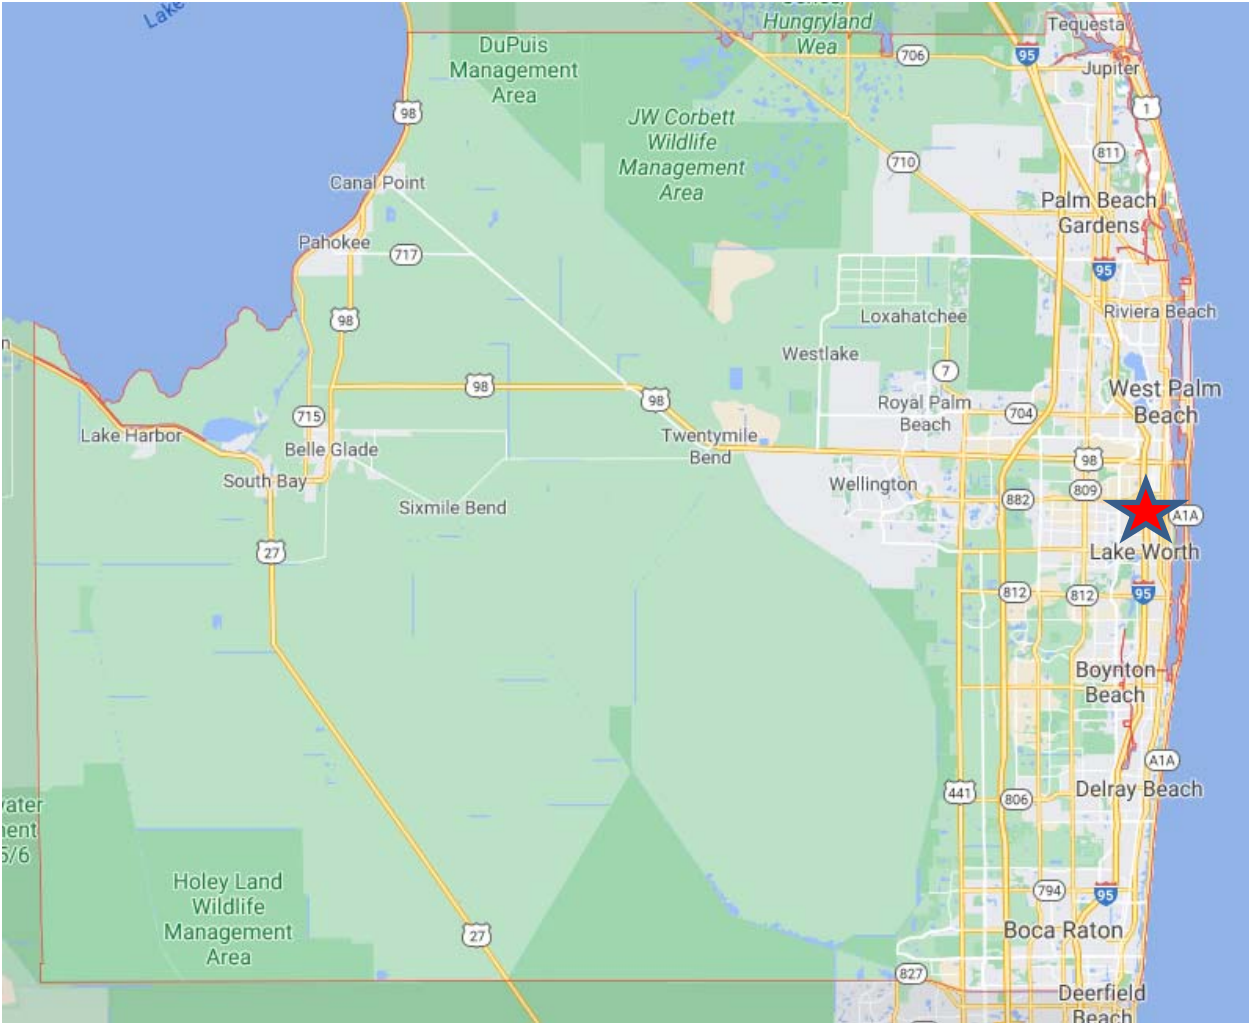 Lake
Hungryland
Wea
Tequesta
DuPuis
Management
Area
706
95
Jupiter
98
1
JW Corbett
Wildlife
Management
Area
811
710
Canal Point
Palm Beach
Gardens
Pahokee
717
95
98
Loxahatchee
Riviera Beach
Westlake
7
98
98
West Palm
Beach
Royal Palm
Beach
704
715
Lake Harbor
Belle Glade
Twentymile
Bend
98
South Bay
Wellington
809
882
Sixmile Bend
A1A
27
Lake Worth
812
812
95
Boynton
Beach
A1A
441
806
Delray Beach
5/6
Holey Land
Wildlife
Management
Area
794
95
27
Boca Raton
827
Deerfield
Beach